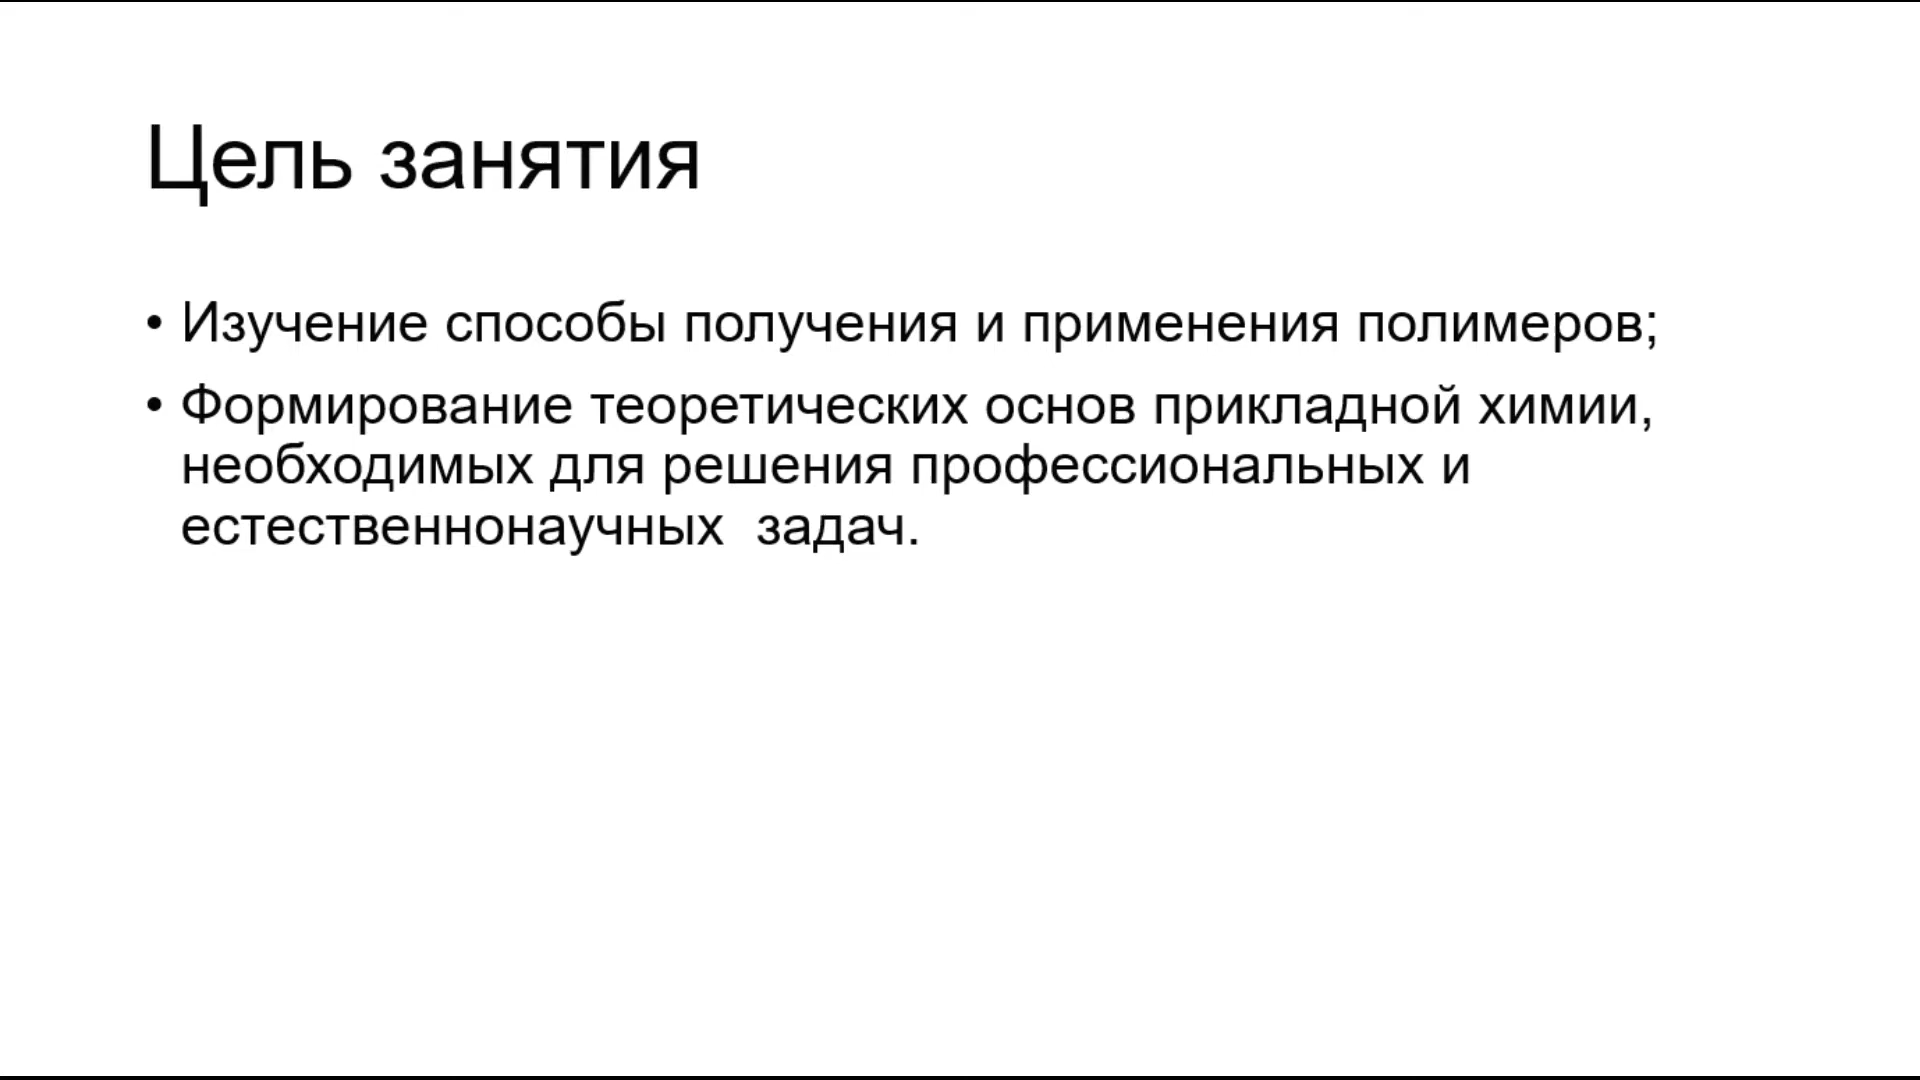 Цель занятия
• Изучение способы получения и применения полимеров;
• Формирование теоретических основ прикладной химии,
необходимых для решения профессиональных и
естественнонаучных  задач.